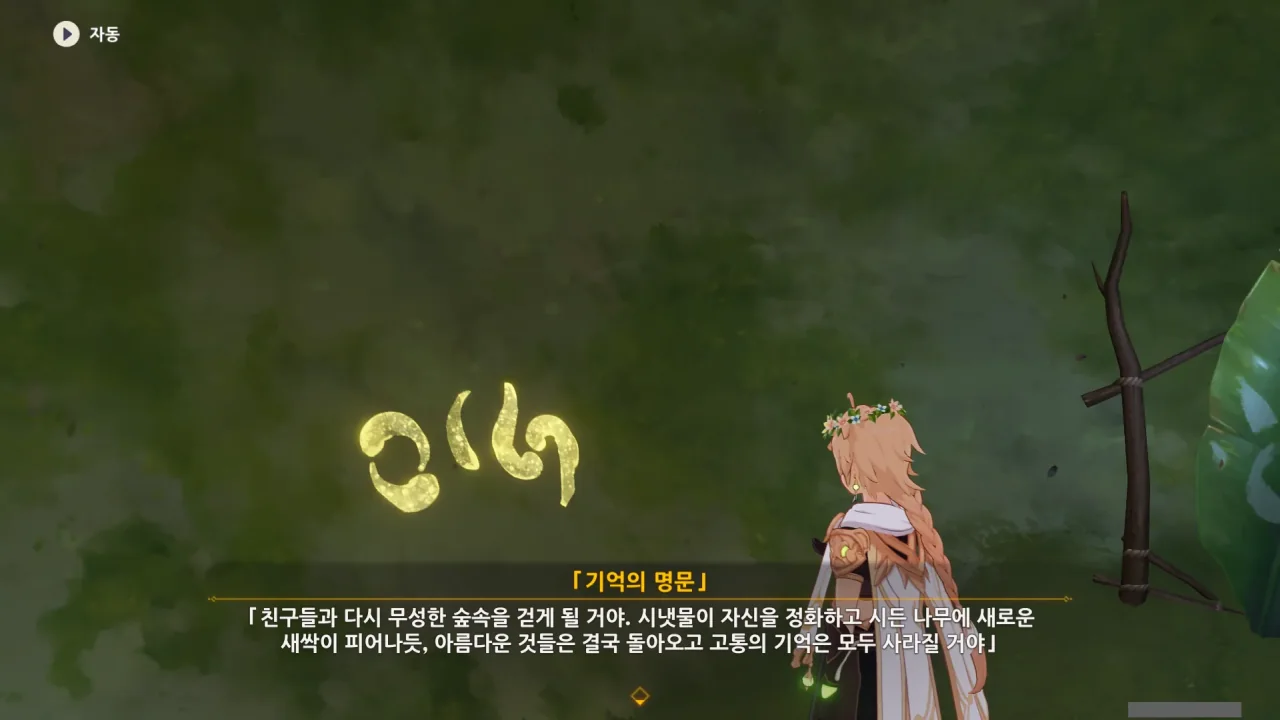 자동
「기억의 명문」
「친구들과 다시 무성한 숲속을 걷게 될 거야. 시냇물이 자신을 정화하고 시든 나무에 새로운
새싹이 피어나듯, 아름다운 것들은 결국 돌아오고 고통의 기억은 모두 사라질 거야」